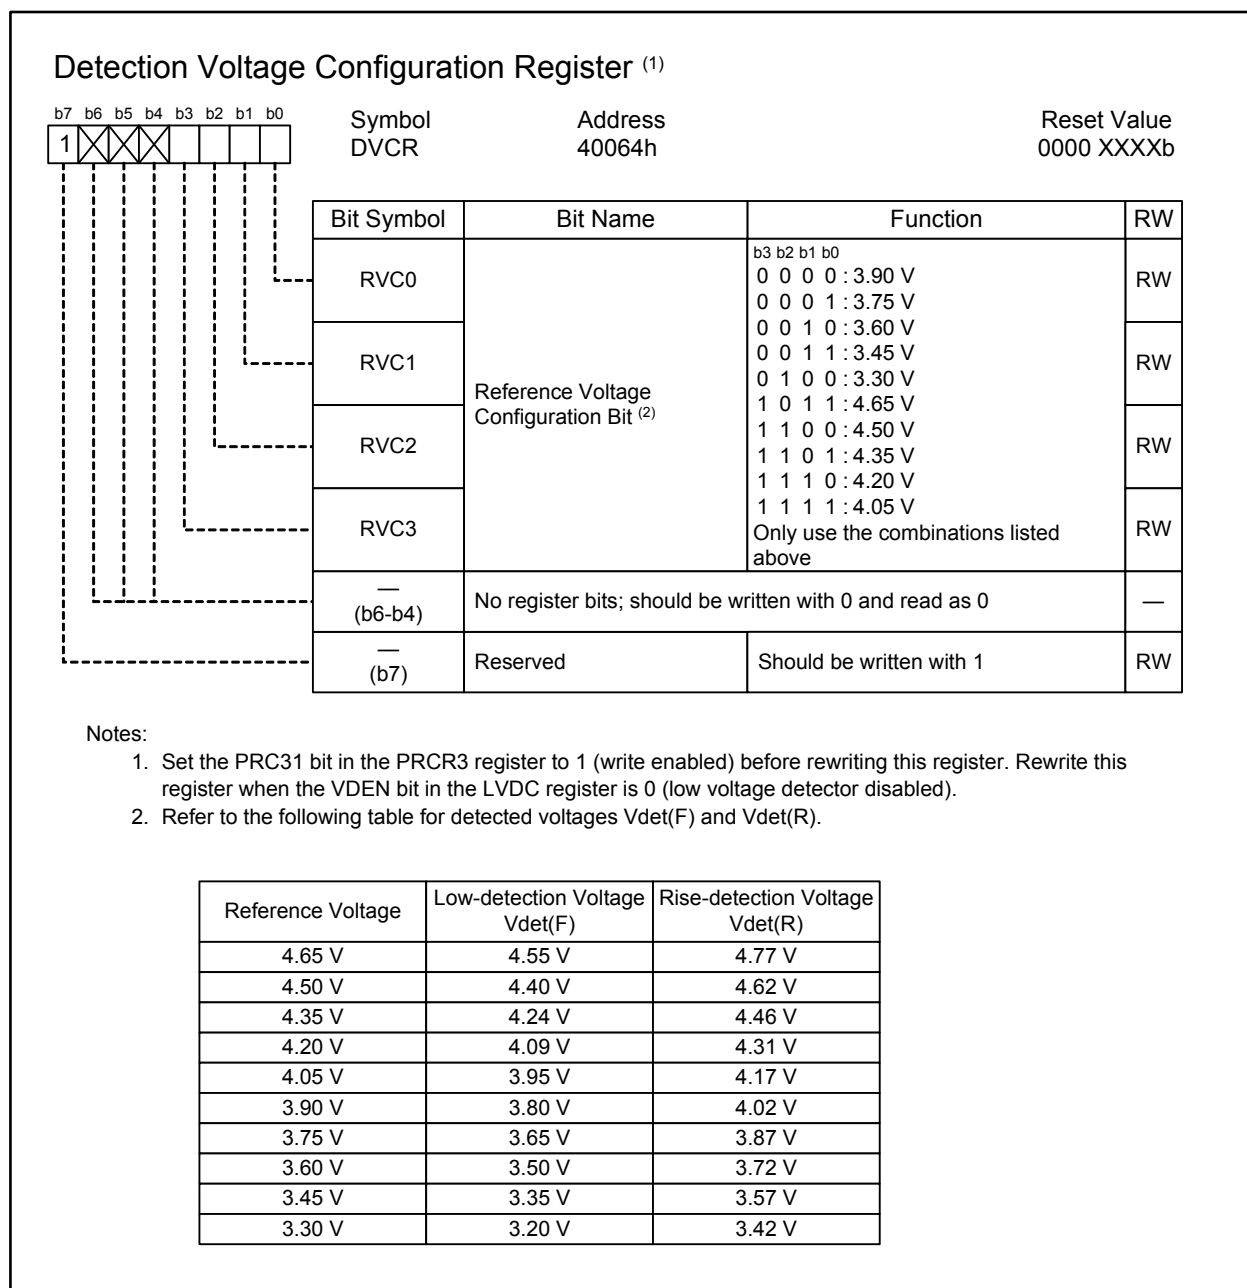 Detection Voltage Configuration Register (1)
b7 b6 b5 b4 b3 b2 b1 b0
1
Symbol Address Reset Value
DVCR 40064h 0000 XXXXb
Bit Symbol Bit Name Function RW
RVC0 RW
RVC1 RW
RVC2 RW
RVC3 RW
Reference Voltage
Configuration Bit (2)
b3 b2 b1 b0
0 0 0 0 : 3.90 V
0 0 0 1 : 3.75 V
0 0 1 0 : 3.60 V
0 0 1 1 : 3.45 V
0 1 0 0 : 3.30 V
1 0 1 1 : 4.65 V
1 1 0 0 : 4.50 V
1 1 0 1 : 4.35 V
1 1 1 0 : 4.20 V
1 1 1 1 : 4.05 V
Only use the combinations listed
above
—
(b6-b4) No register bits; should be written with 0 and read as 0 —
—
(b7) Reserved Should be written with 1 RW
Notes:
1. Set the PRC31 bit in the PRCR3 register to 1 (write enabled) before rewriting this register. Rewrite this
register when the VDEN bit in the LVDC register is 0 (low voltage detector disabled).
2. Refer to the following table for detected voltages Vdet(F) and Vdet(R).
Reference Voltage Low-detection Voltage Rise-detection Voltage
Vdet(F) Vdet(R)
4.65 V 4.55 V 4.77 V
4.50 V 4.40 V 4.62 V
4.35 V 4.24 V 4.46 V
4.20 V 4.09 V 4.31 V
4.05 V 3.95 V 4.17 V
3.90 V 3.80 V 4.02 V
3.75 V 3.65 V 3.87 V
3.60 V 3.50 V 3.72 V
3.45 V 3.35 V 3.57 V
3.30 V 3.20 V 3.42 V